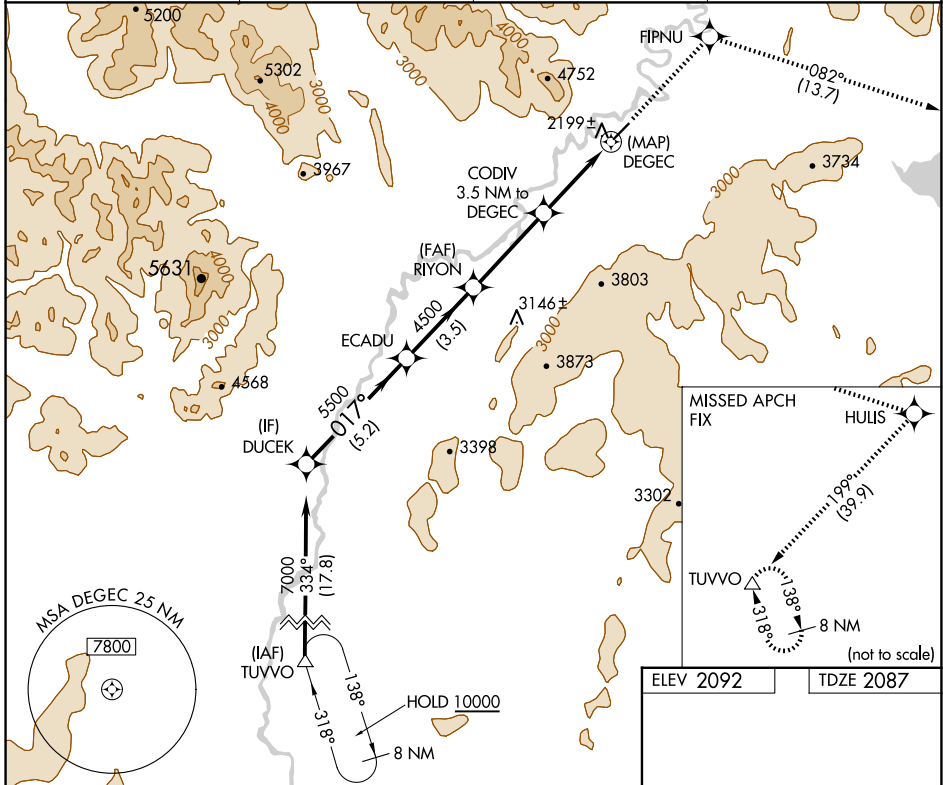 5200
5302
4000
3000
4000
3000
4752
FIPNU
082°
(13.7)
2199±
(MAP)
DEGEC
3967
CODIV
3.5 NM to
DEGEC
3000
3734
5631
4000
3000
(FAF)
RIYON
3803
3146±
3000
4500
(3.5)
ECADU
3873
4568
5500
017°
(5.2)
(IF)
DUCEK
3398
3302
MISSED APCH
FIX
HULIS
199°
(39.9)
TUVVO
138°
318°
8 NM
(not to scale)
7000
334°
(17.8)
(IAF)
TUVVO
138°
318°
HOLD 10000
8 NM
MSA DEGEC 25 NM
7800
ELEV 2092
TDZE 2087